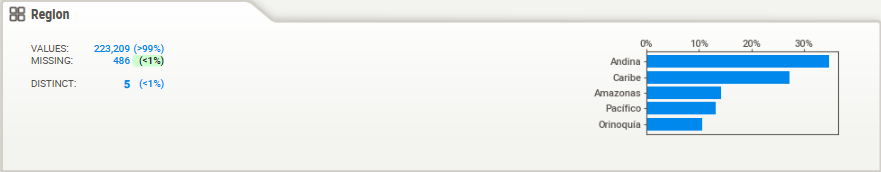 Region
VALUES: 223,209 (>99%)
MISSING: 486 (<1%)
DISTINCT: 5 (<1%)
0% 10% 20% 30%
Andina
Caribe
Amazonas
Pacífico
Orinoquía